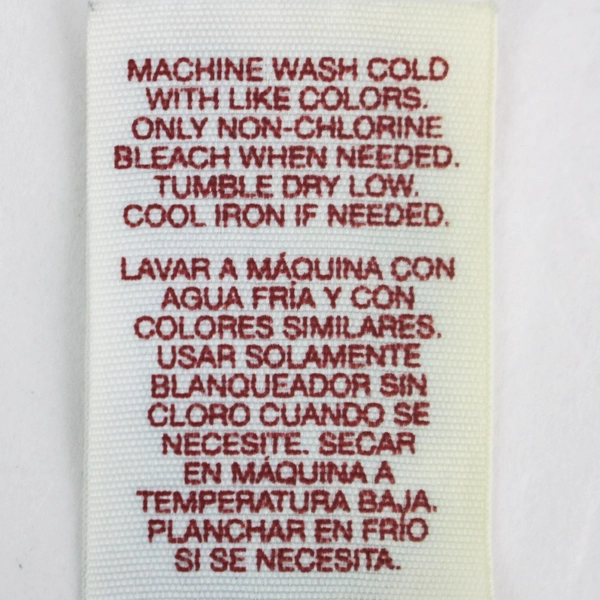 MACHINE WASH COLD
WITH LIKE COLORS.
ONLY NON-CHLORINE
BLEACH WHEN NEEDED.
TUMBLE DRY LOW.
COOL IRON IF NEEDED.
LAVAR A MÁQUINA CON
AGUA FRÍA Y CON
COLORES SIMILARES.
USAR SOLAMENTE
BLANQUEADOR SIN
CLORO CUANDO SE
NECESITE. SECAR
EN MÁQUINA A
TEMPERATURA BAJA.
PLANCHAR EN FRÍO
SI SE NECESITA.